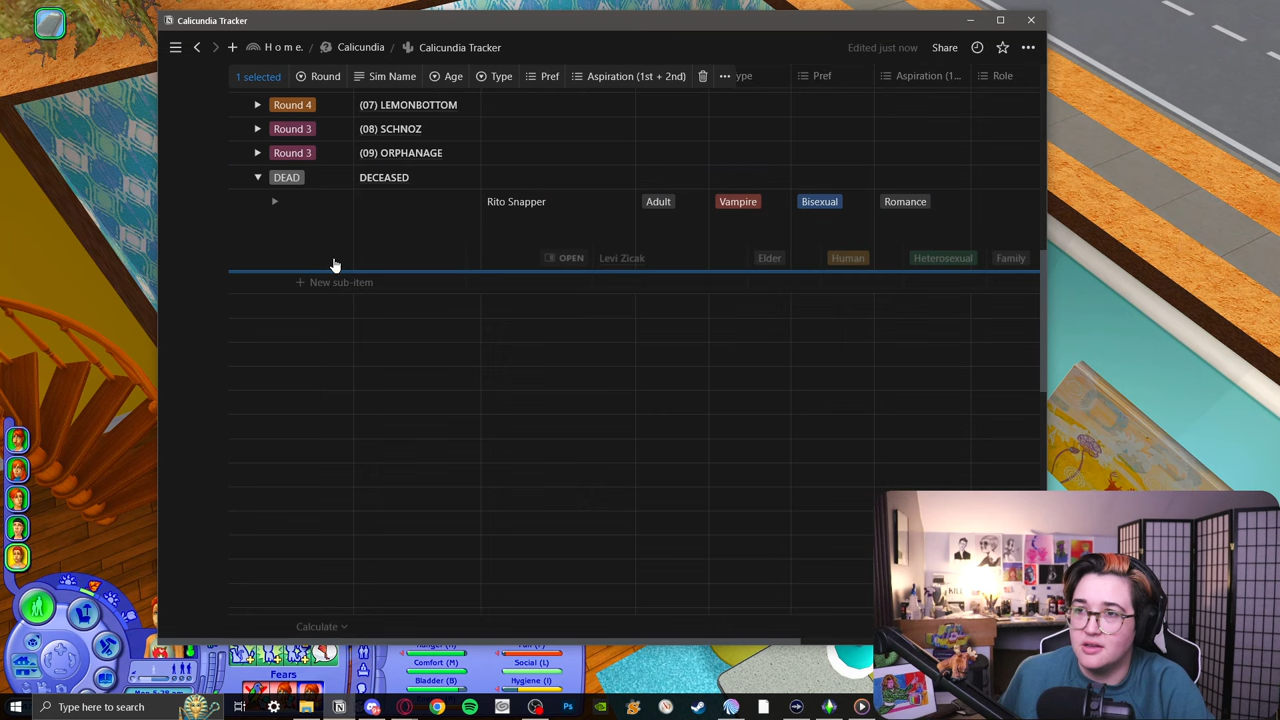 Calicundia Tracker
H o m e. / Calicundia / Calicundia Tracker Edited just now Share
1 selected Round Sim Name Age Type Pref Aspiration (1st + 2nd) ype Pref Aspiration (1... Role
Round 4 (07) LEMONBOTTOM
Round 3 (08) SCHNOZ
Round 3 (09) ORPHANAGE
DEAD DECEASED
Rito Snapper Adult Vampire Bisexual Romance
OPEN Levi Zicak Elder Human Heterosexual Family
+ New sub-item
Calculate
Comfort (M) Social (L)
Bladder (B) Hygiene (I)
Fears
Type here to search